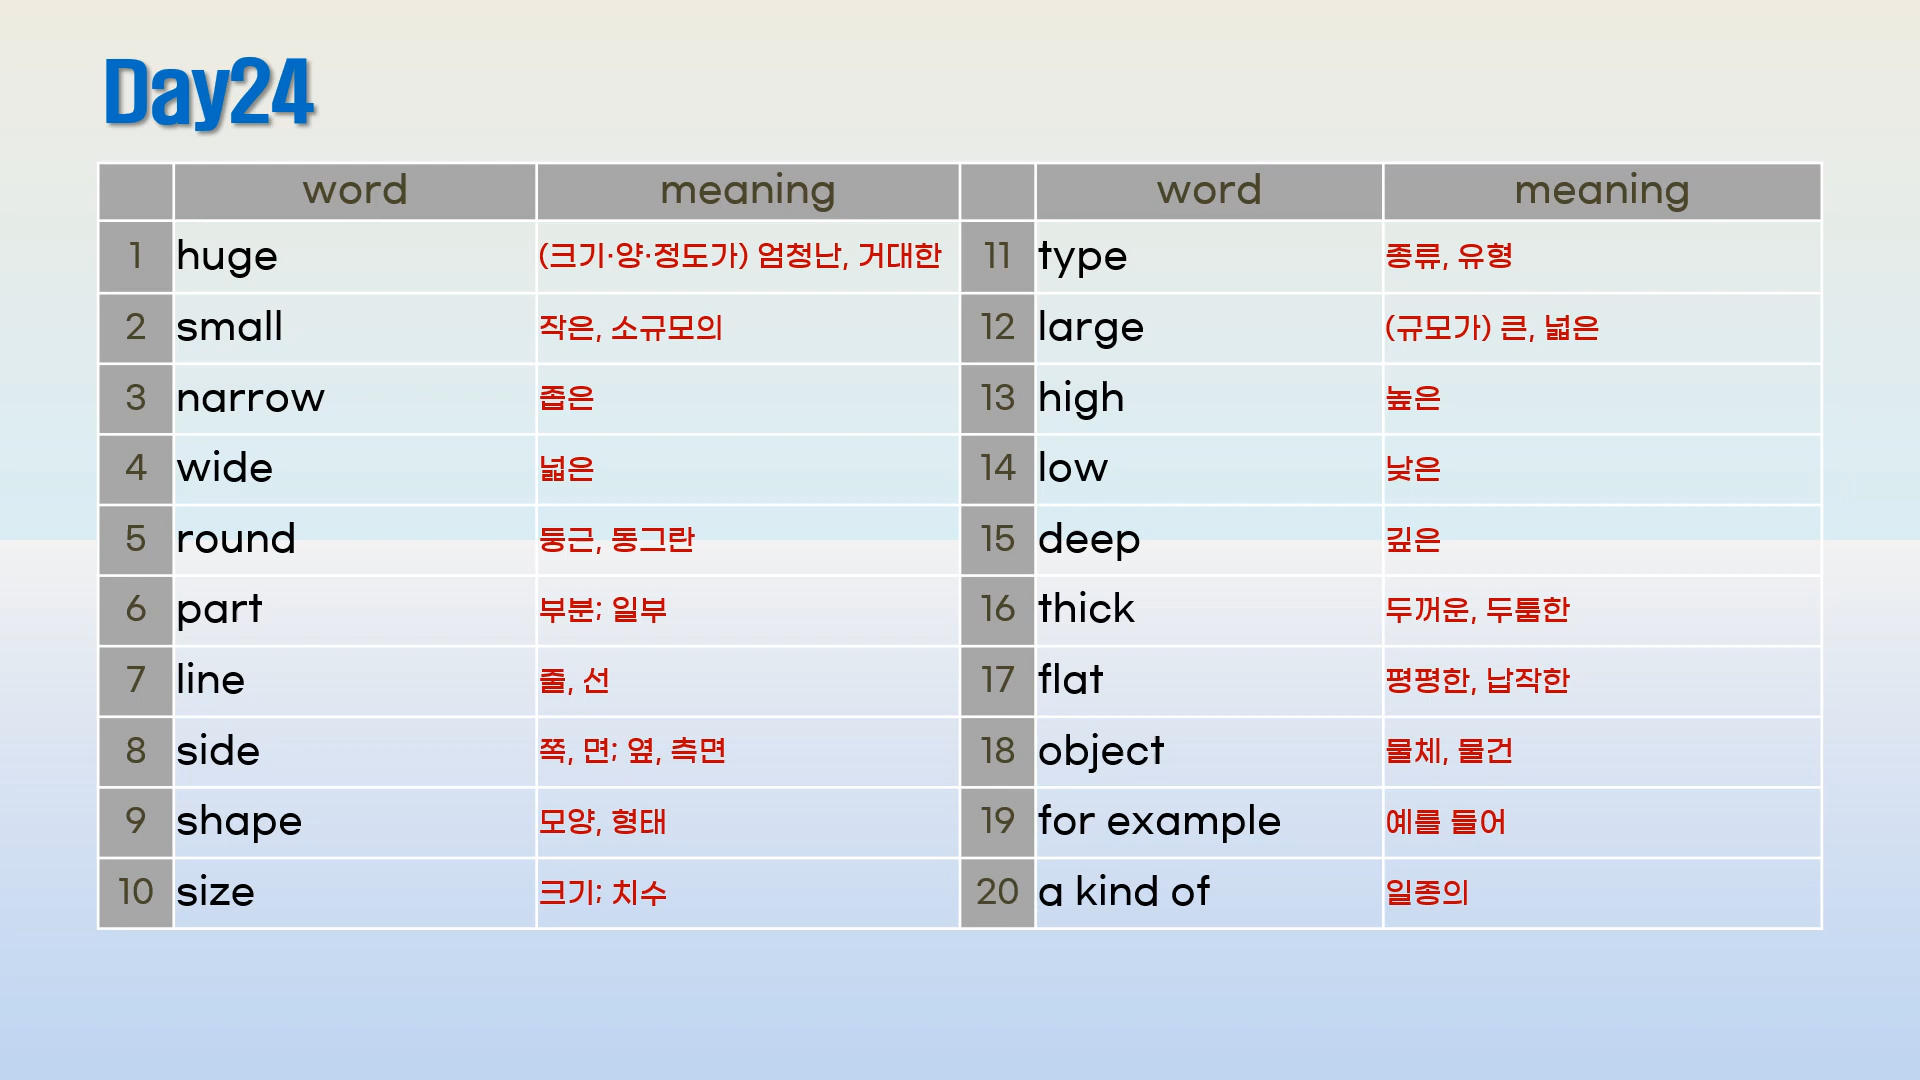 Day24
word meaning word meaning
1 huge (크기·양·정도가) 엄청난, 거대한 11 type 종류, 유형
2 small 작은, 소규모의 12 large (규모가) 큰, 넓은
3 narrow 좁은 13 high 높은
4 wide 넓은 14 low 낮은
5 round 둥근, 동그란 15 deep 깊은
6 part 부분; 일부 16 thick 두꺼운, 두툼한
7 line 줄, 선 17 flat 평평한, 납작한
8 side 쪽, 면; 옆, 측면 18 object 물체, 물건
9 shape 모양, 형태 19 for example 예를 들어
10 size 크기; 치수 20 a kind of 일종의